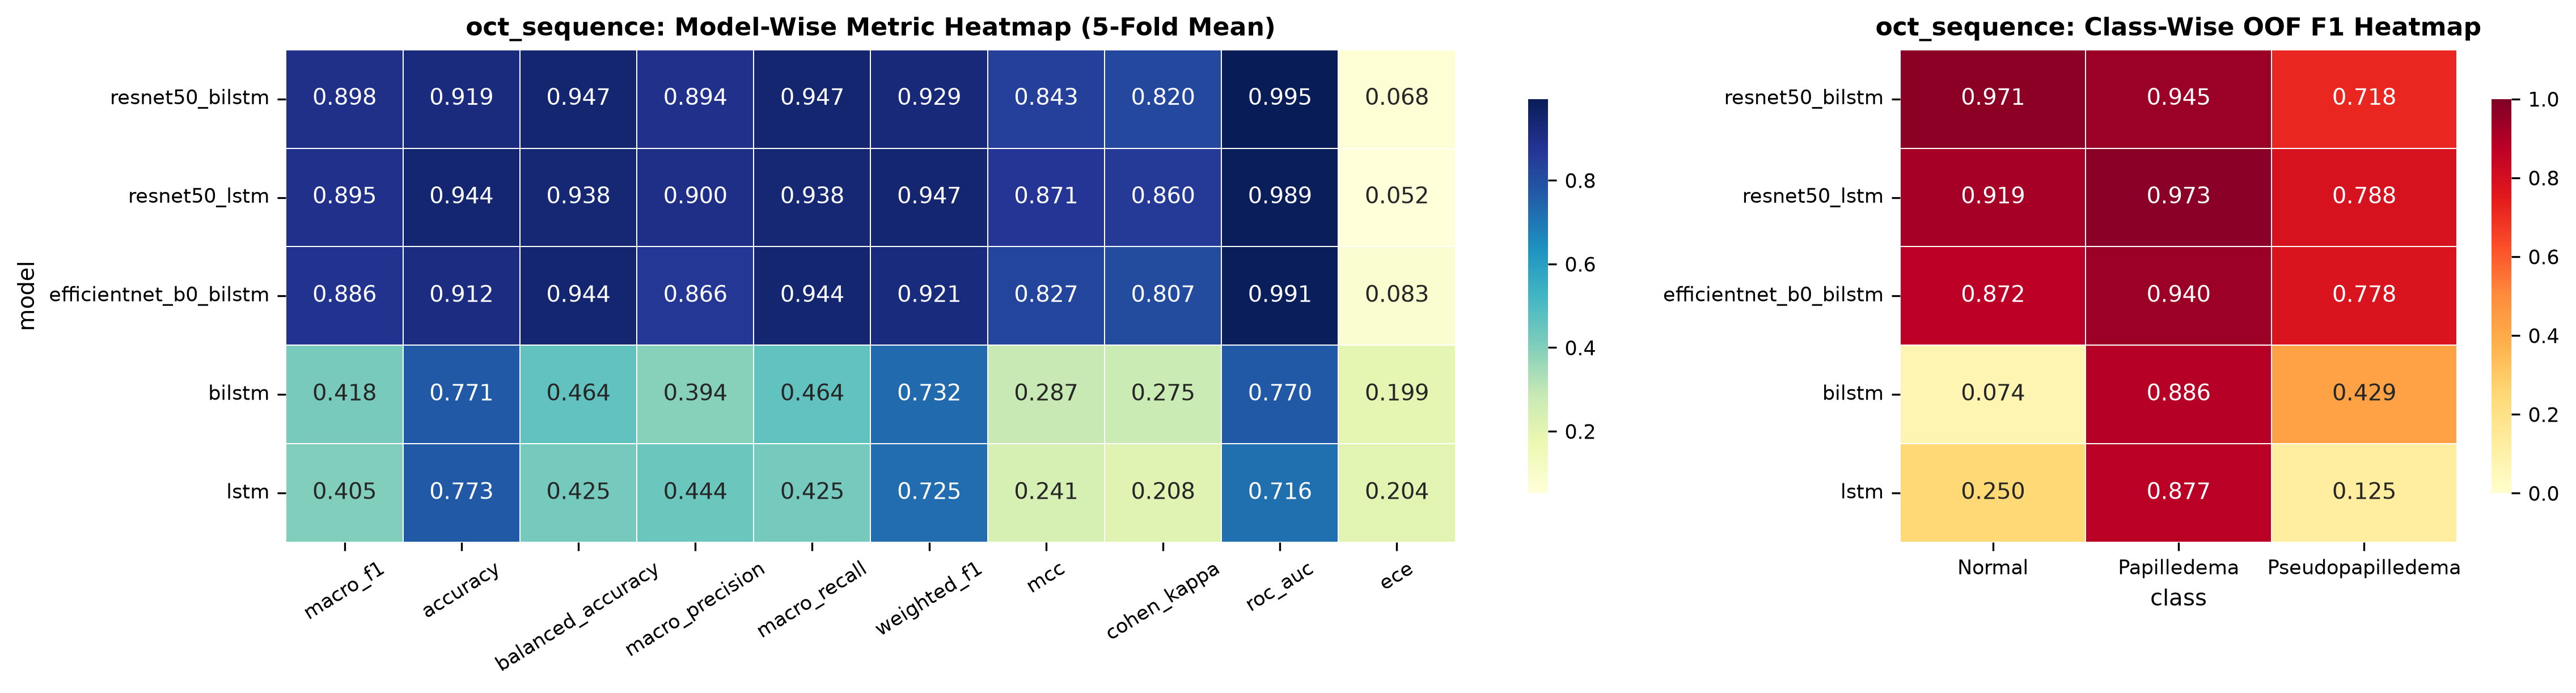 oct_sequence: Model-Wise Metric Heatmap (5-Fold Mean)
model
resnet50_bilstm 0.898 0.919 0.947 0.894 0.947 0.929 0.843 0.820 0.995 0.068
resnet50_lstm 0.895 0.944 0.938 0.900 0.938 0.947 0.871 0.860 0.989 0.052
efficientnet_b0_bilstm 0.886 0.912 0.944 0.866 0.944 0.921 0.827 0.807 0.991 0.083
bilstm 0.418 0.771 0.464 0.394 0.464 0.732 0.287 0.275 0.770 0.199
lstm 0.405 0.773 0.425 0.444 0.425 0.725 0.241 0.208 0.716 0.204
macro_f1 accuracy balanced_accuracy macro_precision macro_recall weighted_f1 mcc cohen_kappa roc_auc ece
0.8
0.6
0.4
0.2
oct_sequence: Class-Wise OOF F1 Heatmap
resnet50_bilstm 0.971 0.945 0.718
resnet50_lstm 0.919 0.973 0.788
efficientnet_b0_bilstm 0.872 0.940 0.778
bilstm 0.074 0.886 0.429
lstm 0.250 0.877 0.125
Normal Papilledema Pseudopapilledema
class
1.0
0.8
0.6
0.4
0.2
0.0